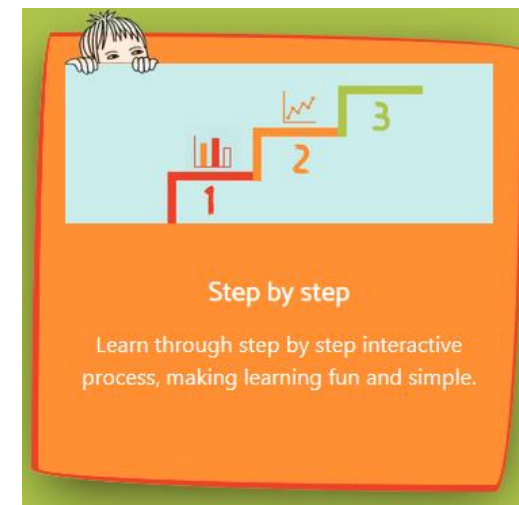 1
2
3
Step by step
Learn through step by step interactive
process, making learning fun and simple.